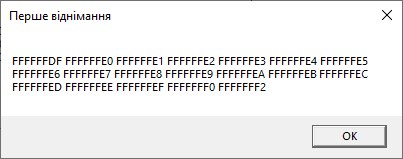 Перше віднімання
FFFFFFDF FFFFFFE0 FFFFFFE1 FFFFFFE2 FFFFFFE3 FFFFFFE4 FFFFFFE5
FFFFFFE6 FFFFFFE7 FFFFFFE8 FFFFFFE9 FFFFFFEA FFFFFFEB FFFFFFEC
FFFFFFED FFFFFFEE FFFFFFEF FFFFFFF0 FFFFFFF2
OK